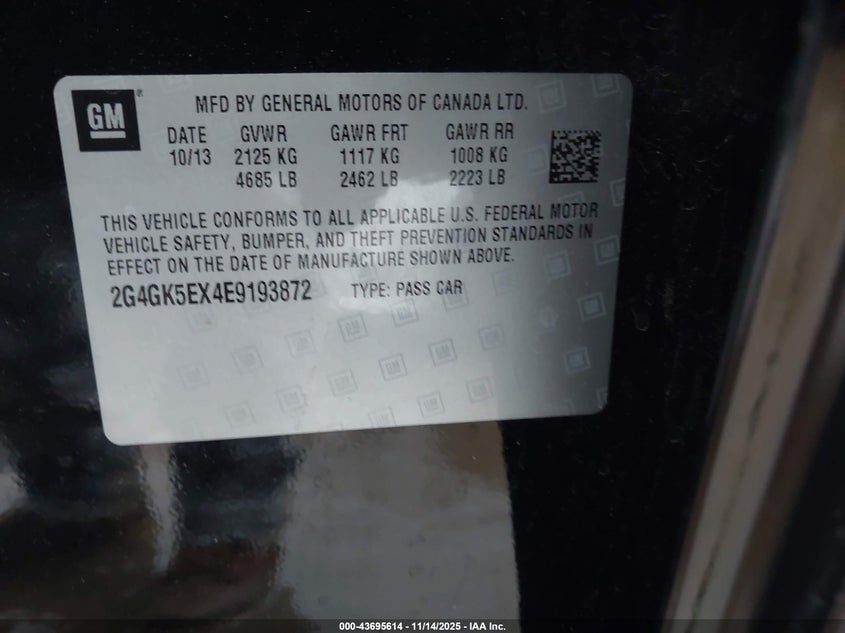 GM
®
MFD BY GENERAL MOTORS OF CANADA LTD.
DATE GVWR GAWR FRT GAWR RR
10/13 2125 KG 1117 KG 1008 KG
4685 LB 2462 LB 2223 LB
THIS VEHICLE CONFORMS TO ALL APPLICABLE U.S. FEDERAL MOTOR
VEHICLE SAFETY, BUMPER, AND THEFT PREVENTION STANDARDS IN
EFFECT ON THE DATE OF MANUFACTURE SHOWN ABOVE.
2G4GK5EX4E9193872 TYPE: PASS CAR
000-43695614 - 11/14/2025 - IAA Inc.